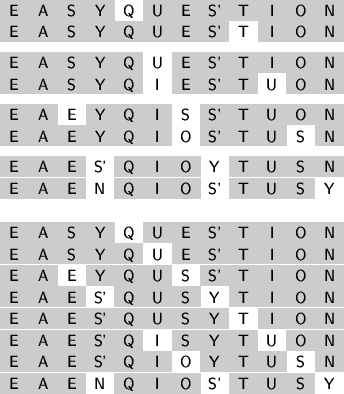 E A S Y Q U E S' T I O N
E A S Y Q U E S' T I O N
E A S Y Q U E S' T I O N
E A S Y Q I E S' T U O N
E A E Y Q I S S' T U O N
E A E Y Q I O S' T U S N
E A E S' Q I O Y T U S N
E A E N Q I O S' T U S Y
E A S Y Q U E S' T I O N
E A S Y Q U E S' T I O N
E A E Y Q U S S' T I O N
E A E S' Q U S Y T I O N
E A E S' Q U S Y T I O N
E A E S' Q I S Y T U O N
E A E S' Q I O Y T U S N
E A E N Q I O S' T U S Y